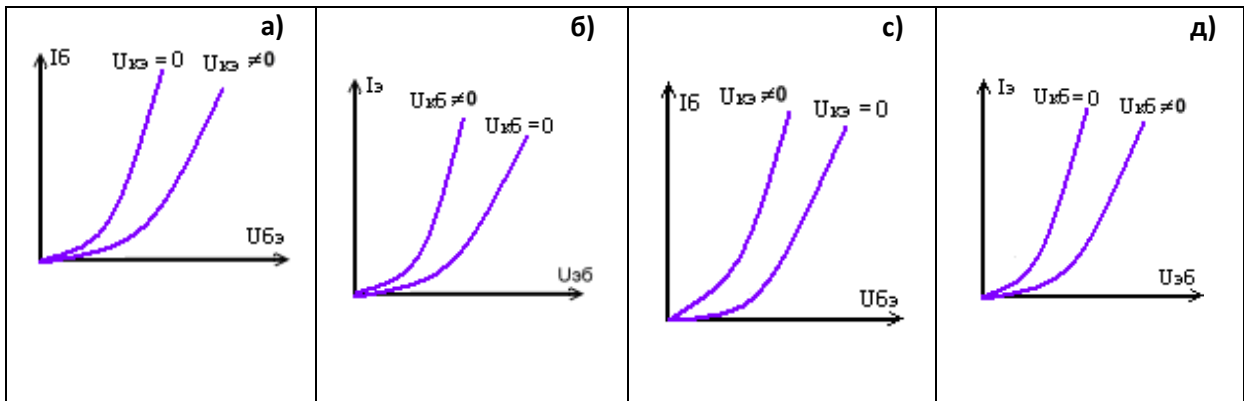 а)
Iб
Uкэ = 0
Uкэ ≠0
Uбэ
б)
Iэ
Uкб≠0
Uкб =0
Uэб
с)
Iб
Uкэ ≠0
Uкэ = 0
Uбэ
д)
Iэ
Uкб=0
Uкб ≠0
Uэб